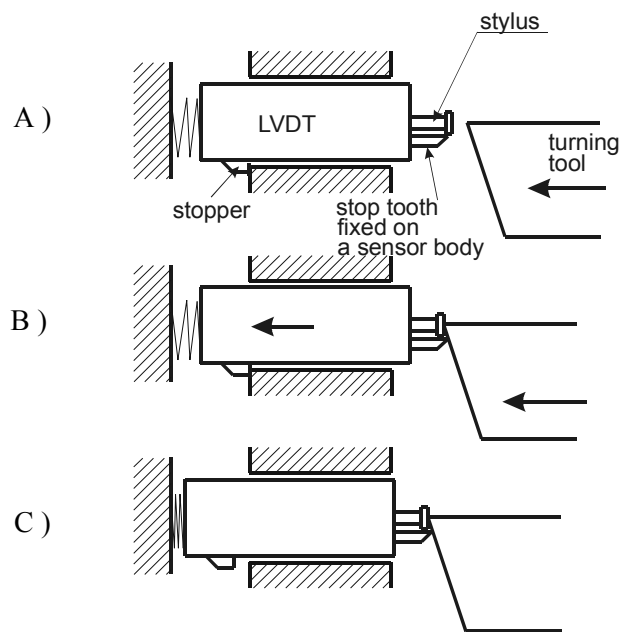 stylus
A )
LVDT
turning
tool
stopper
stop tooth
fixed on
a sensor body
B )
C )